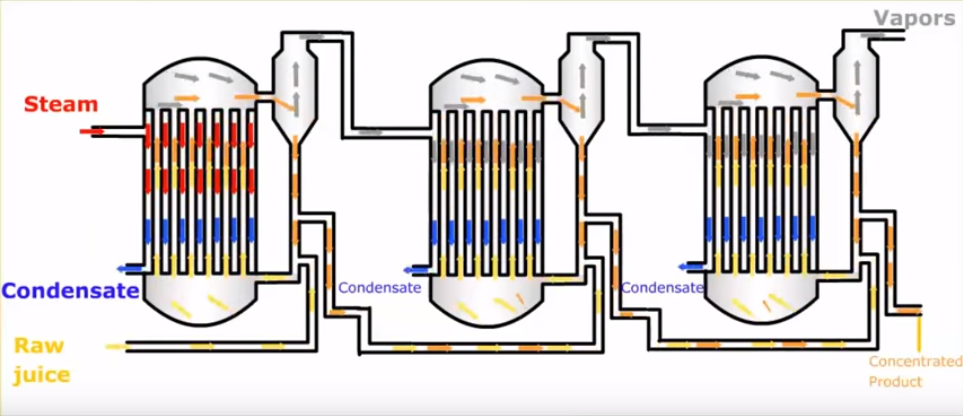 Vapors
Steam
Condensate
Condensate
Condensate
Raw
juice
Concentrated
Product